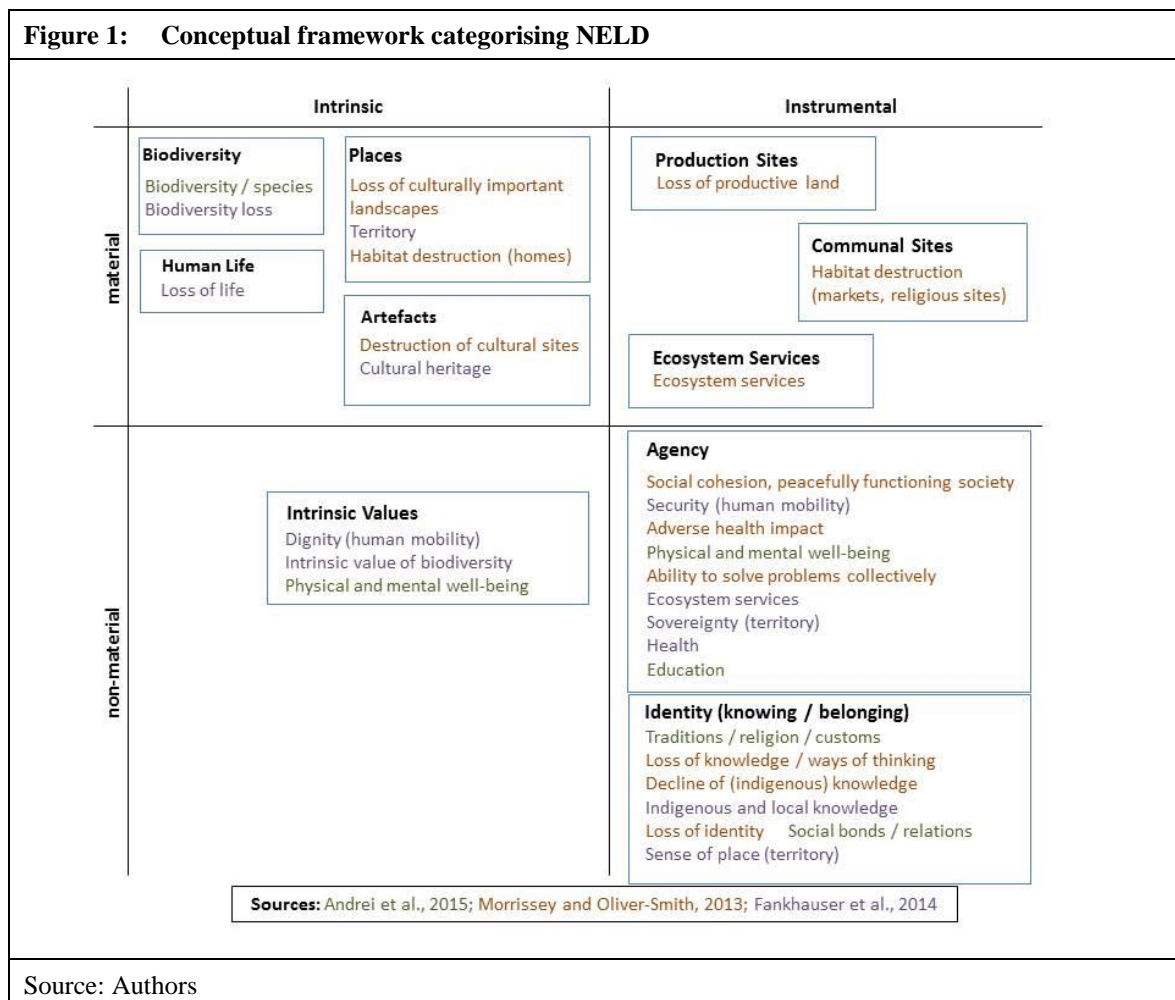 Figure 1: Conceptual framework categorising NELD
Intrinsic
Instrumental
material
Biodiversity
Biodiversity / species
Biodiversity loss
Human Life
Loss of life
Places
Loss of culturally important
landscapes
Territory
Habitat destruction (homes)
Artefacts
Destruction of cultural sites
Cultural heritage
Production Sites
Loss of productive land
Communal Sites
Habitat destruction
(markets, religious sites)
Ecosystem Services
Ecosystem services
non-material
Intrinsic Values
Dignity (human mobility)
Intrinsic value of biodiversity
Physical and mental well-being
Agency
Social cohesion, peacefully functioning society
Security (human mobility)
Adverse health impact
Physical and mental well-being
Ability to solve problems collectively
Ecosystem services
Sovereignty (territory)
Health
Education
Identity (knowing / belonging)
Traditions / religion / customs
Loss of knowledge / ways of thinking
Decline of (indigenous) knowledge
Indigenous and local knowledge
Loss of identity Social bonds / relations
Sense of place (territory)
Sources: Andrei et al., 2015; Morrissey and Oliver-Smith, 2013; Fankhauser et al., 2014
Source: Authors